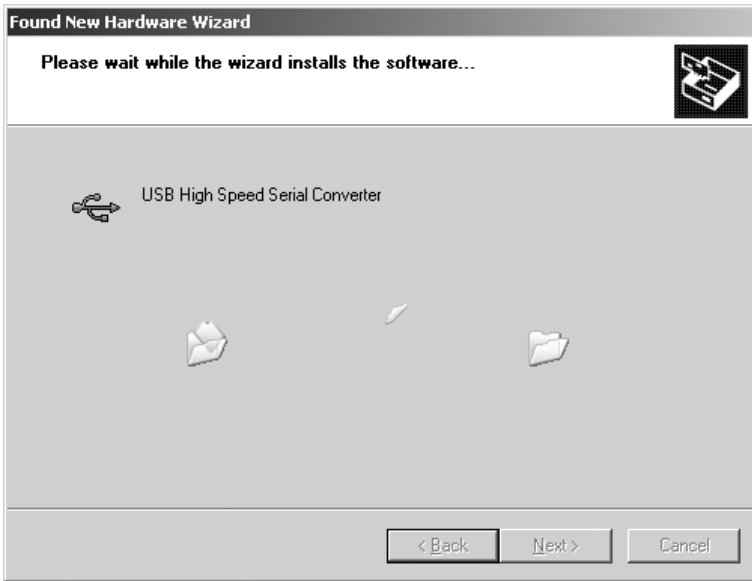 Found New Hardware Wizard
Please wait while the wizard installs the software...
USB High Speed Serial Converter
< Back
Next >
Cancel